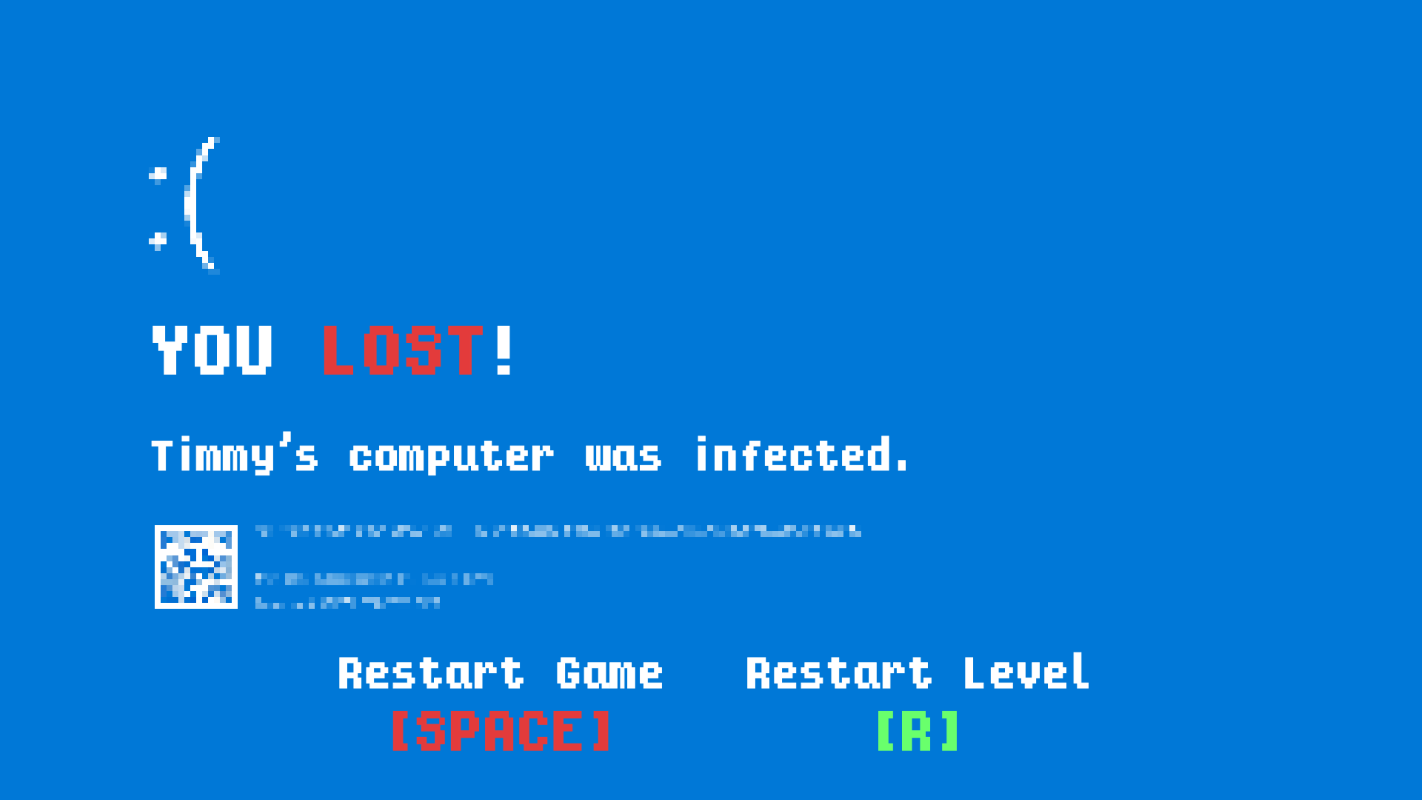 :(
YOU LOST!
Timmy's computer was infected.
Restart Game Restart Level
[SPACE] [R]